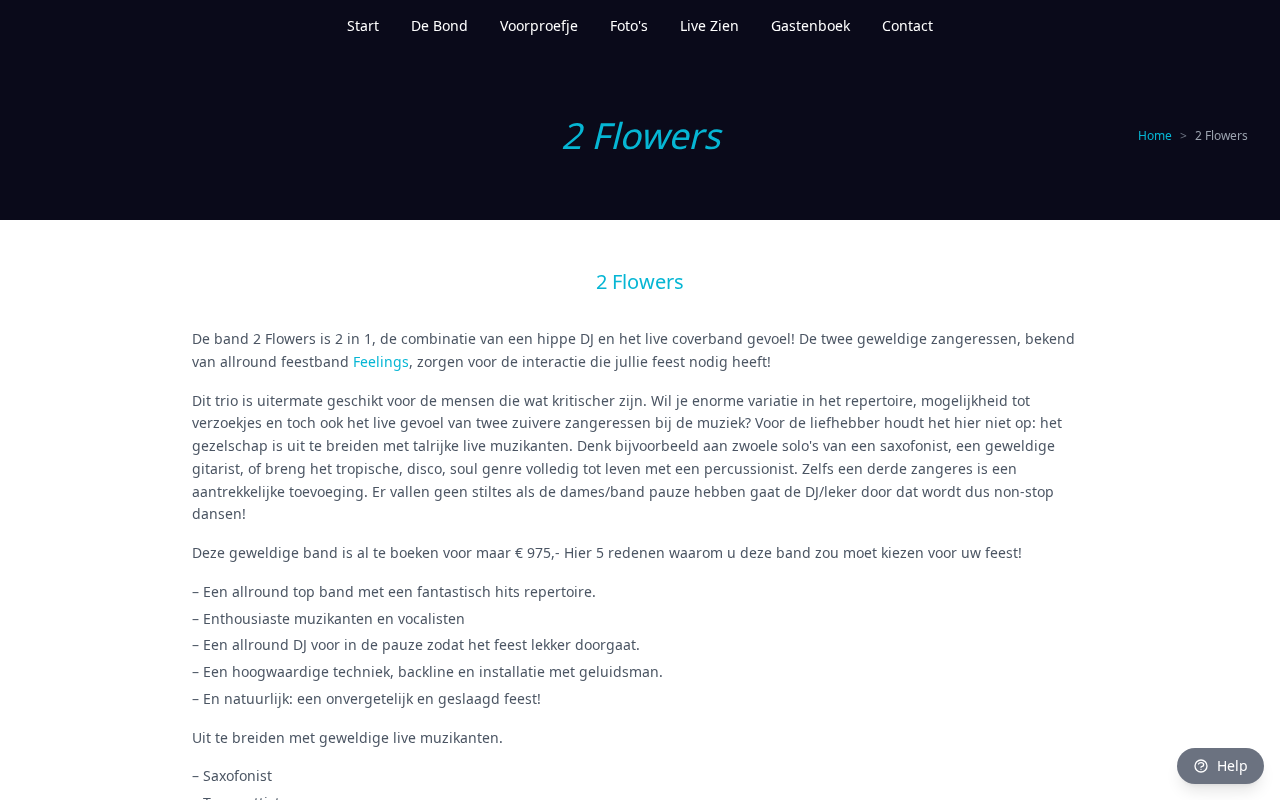 Start De Bond Voorproefje Foto's Live Zien Gastenboek Contact
2 Flowers
Home > 2 Flowers
2 Flowers
De band 2 Flowers is 2 in 1, de combinatie van een hippe DJ en het live coverband gevoel! De twee geweldige zangeressen, bekend
van allround feestband Feelings, zorgen voor de interactie die jullie feest nodig heeft!
Dit trio is uitermate geschikt voor de mensen die wat kritischer zijn. Wil je enorme variatie in het repertoire, mogelijkheid tot
verzoekjes en toch ook het live gevoel van twee zuivere zangeressen bij de muziek? Voor de liefhebber houdt het hier niet op: het
gezelschap is uit te breiden met talrijke live muzikanten. Denk bijvoorbeeld aan zwoele solo's van een saxofonist, een geweldige
gitarist, of breng het tropische, disco, soul genre volledig tot leven met een percussionist. Zelfs een derde zangeres is een
aantrekkelijke toevoeging. Er vallen geen stiltes als de dames/band pauze hebben gaat de DJ/leker door dat wordt dus non-stop
dansen!
Deze geweldige band is al te boeken voor maar € 975,- Hier 5 redenen waarom u deze band zou moet kiezen voor uw feest!
– Een allround top band met een fantastisch hits repertoire.
– Enthousiaste muzikanten en vocalisten
– Een allround DJ voor in de pauze zodat het feest lekker doorgaat.
– Een hoogwaardige techniek, backline en installatie met geluidsman.
– En natuurlijk: een onvergetelijk en geslaagd feest!
Uit te breiden met geweldige live muzikanten.
– Saxofonist
Help